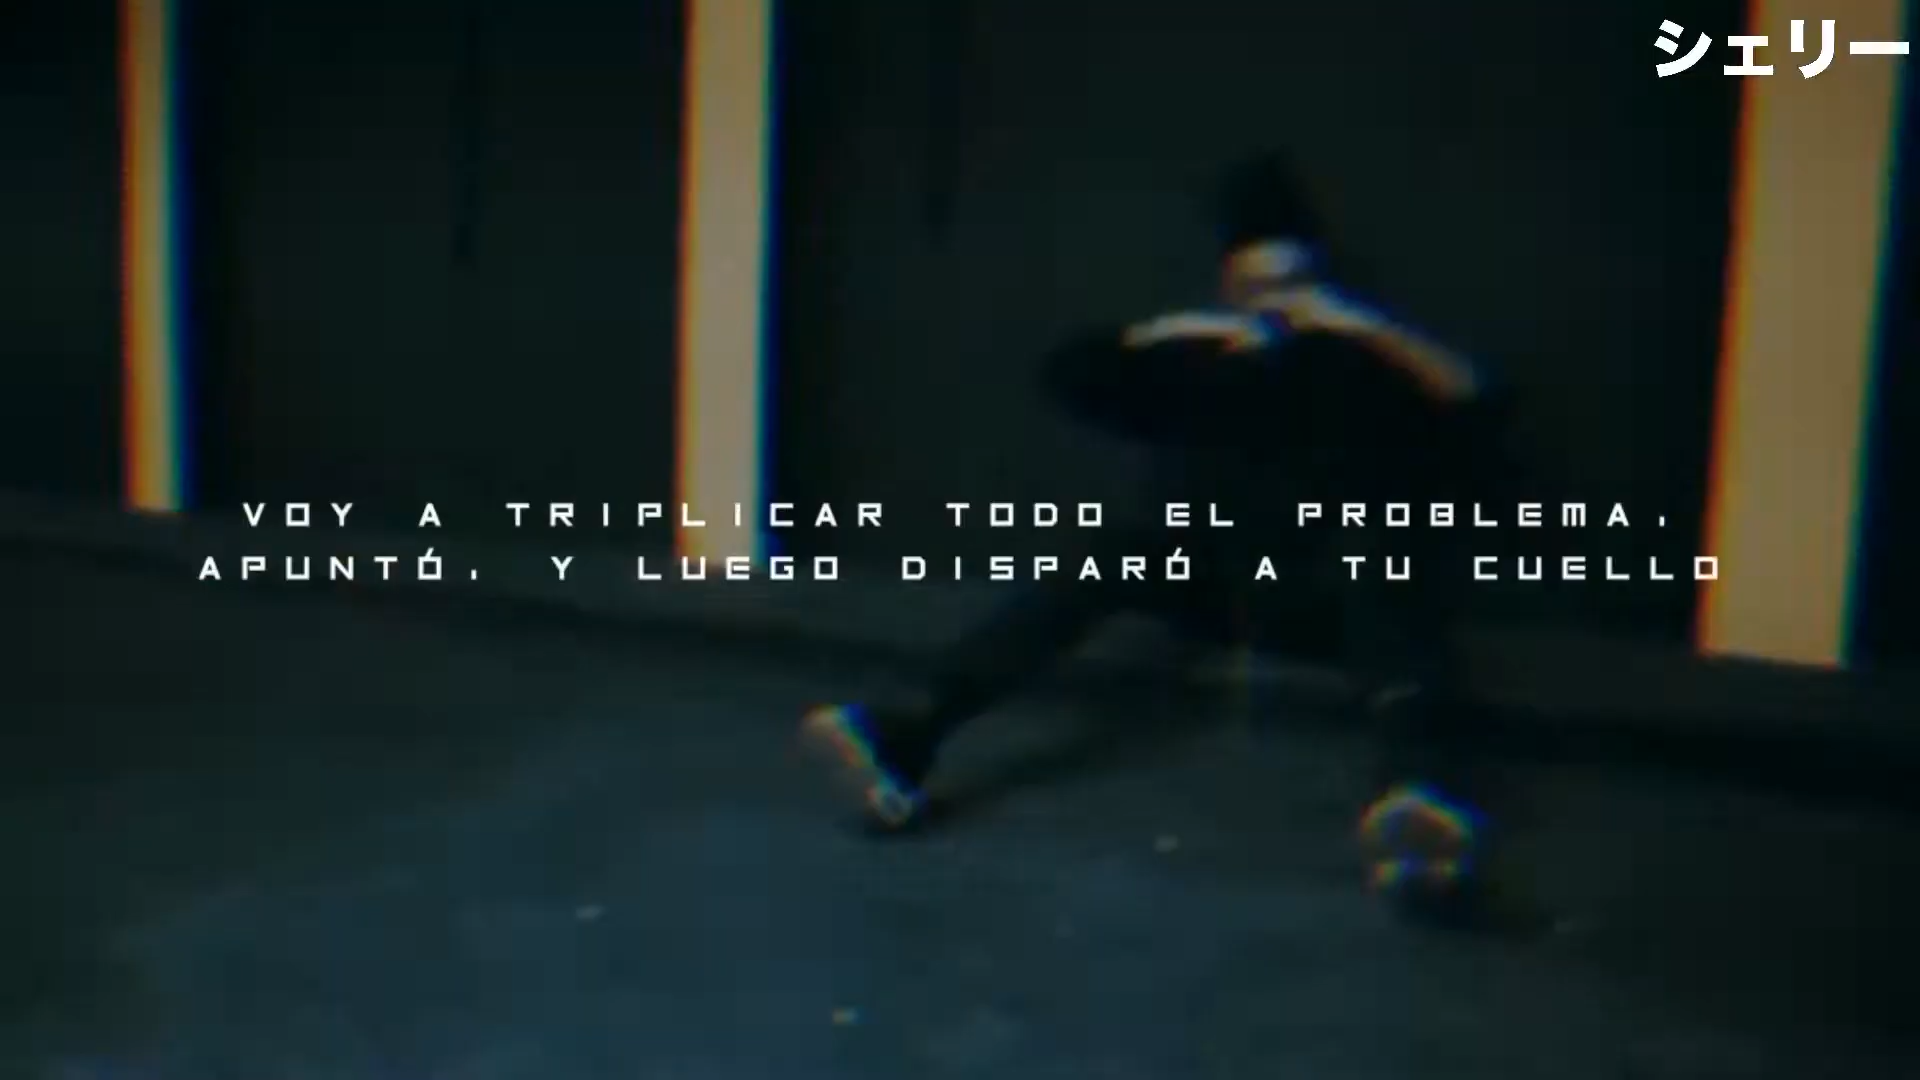 シェリー
VOY A TRIPLICAR TODO EL PROBLEMA,
APUNTÓ, Y LUEGO DISPARÓ A TU CUELLO